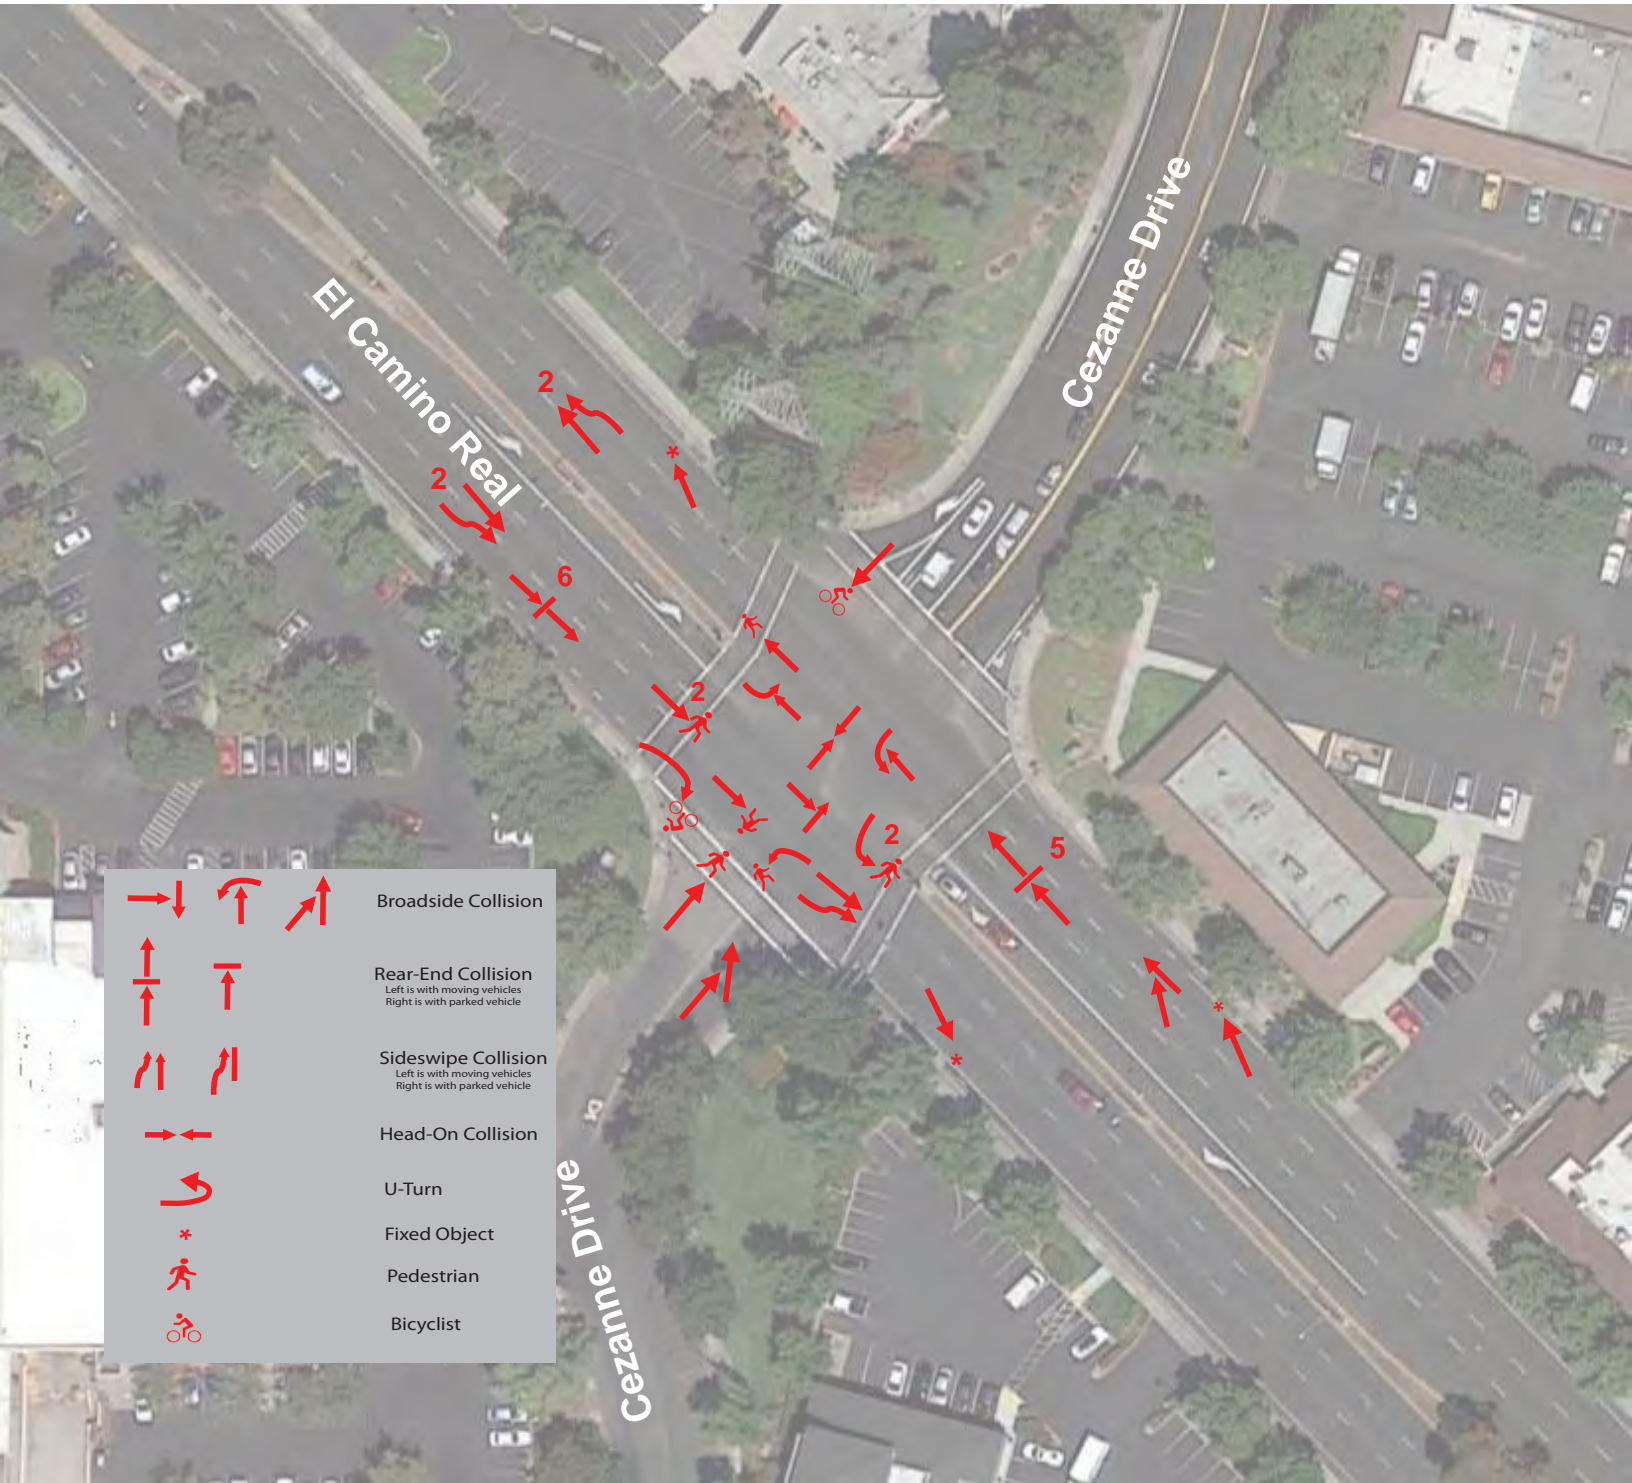 Cezanne Drive
El Camino Real
2
2
6
2
2
5
Broadside Collision
Rear-End Collision
Left is with moving vehicles
Right is with parked vehicle
Sideswipe Collision
Left is with moving vehicles
Right is with parked vehicle
Head-On Collision
U-Turn
Fixed Object
Pedestrian
Bicyclist
Cezanne Drive